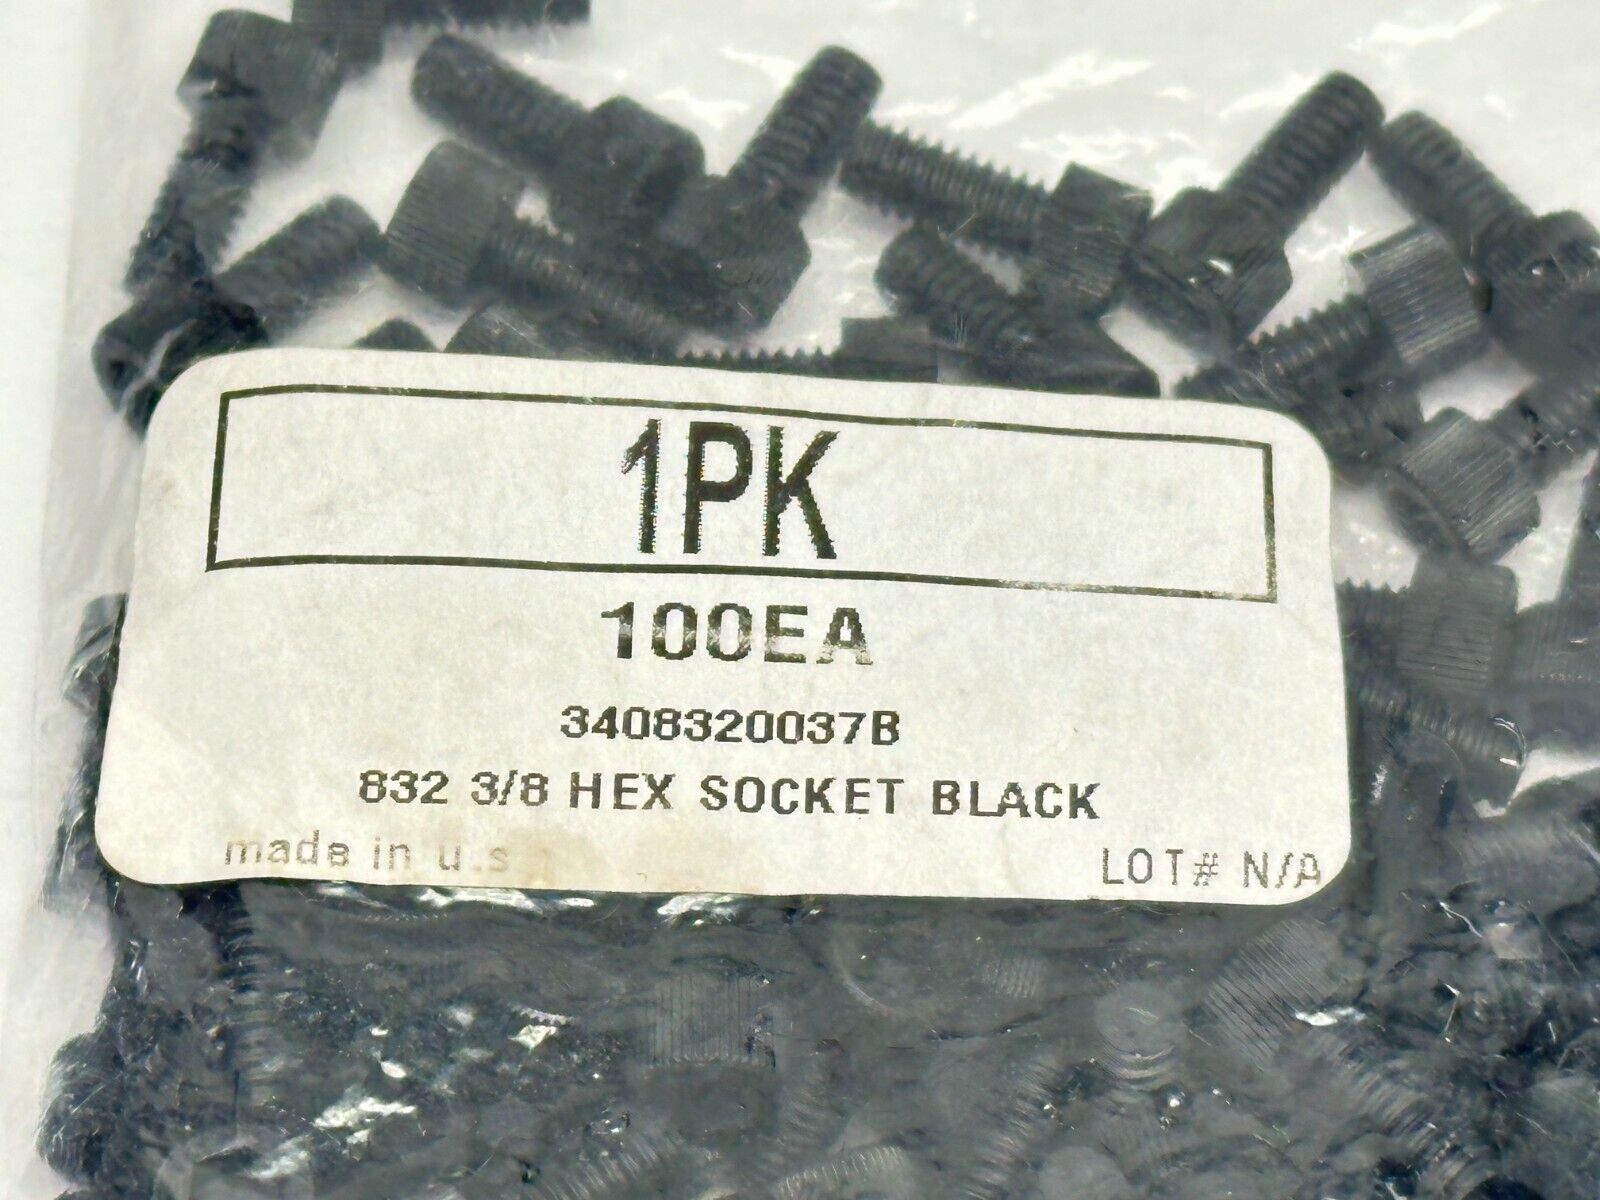 1PK
100EA
3408320037B
832 3/8 HEX SOCKET BLACK
made in u.s
LOT# N/A